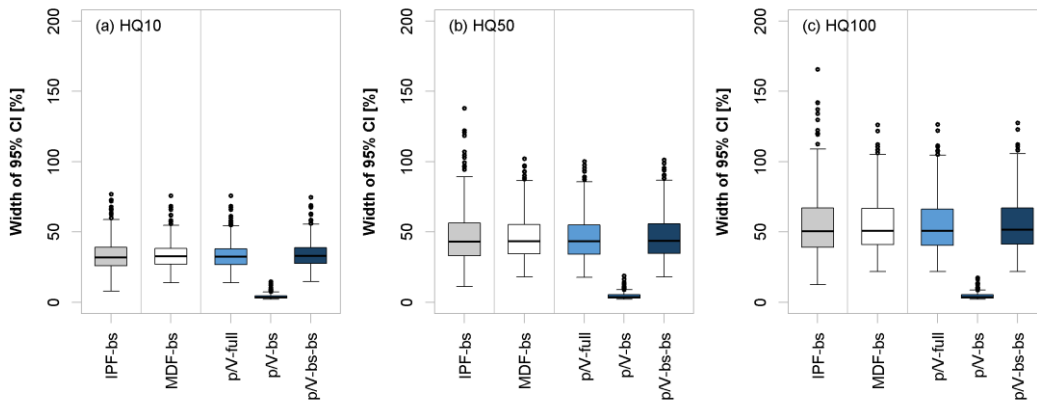 (a) HQ10
Width of 95% CI [%]
200
150
100
50
0
IPF-bs
MDF-bs
p/V-full
p/V-bs
p/V-bs-bs
(b) HQ50
Width of 95% CI [%]
200
150
100
50
0
IPF-bs
MDF-bs
p/V-full
p/V-bs
p/V-bs-bs
(c) HQ100
Width of 95% CI [%]
200
150
100
50
0
IPF-bs
MDF-bs
p/V-full
p/V-bs
p/V-bs-bs